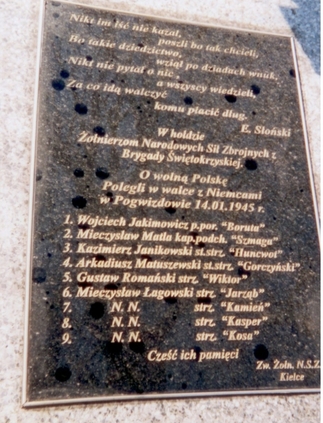 Nikt im iść nie kazał,
poszli bo tak chcieli,
Bo takie dziedzictwo,
wziął po dziadach wnuk,
Nikt nie pytał o nic,
a wszyscy wiedzieli,
Za co idą walczyć
komu płacić dług.
E. Słoński
W hołdzie
Żołnierzom Narodowych Sił Zbrojnych z
Brygady Świętokrzyskiej,
O wolną Polskę
Polegli w walce z Niemcami
w Pogwizdowie 14.01.1945 r.
1. Wojciech Jakimowicz p.por. "Boruta"
2. Mieczysław Matla kap.podch. "Szmaga"
3. Kazimierz Janikowski st.strz. "Huncwot"
4. Arkadiusz Matuszewski st.strz. "Gorczyński"
5. Gustaw Romański strz. "Wiktor"
6. Mieczysław Łagowski strz. "Jarząb"
7. N. N. strz. "Kamień"
8. N. N. strz. "Kasper"
9. N. N. strz. "Kosa"
Cześć ich pamięci
Zw. Żołn. N.S.Z.
Kielce